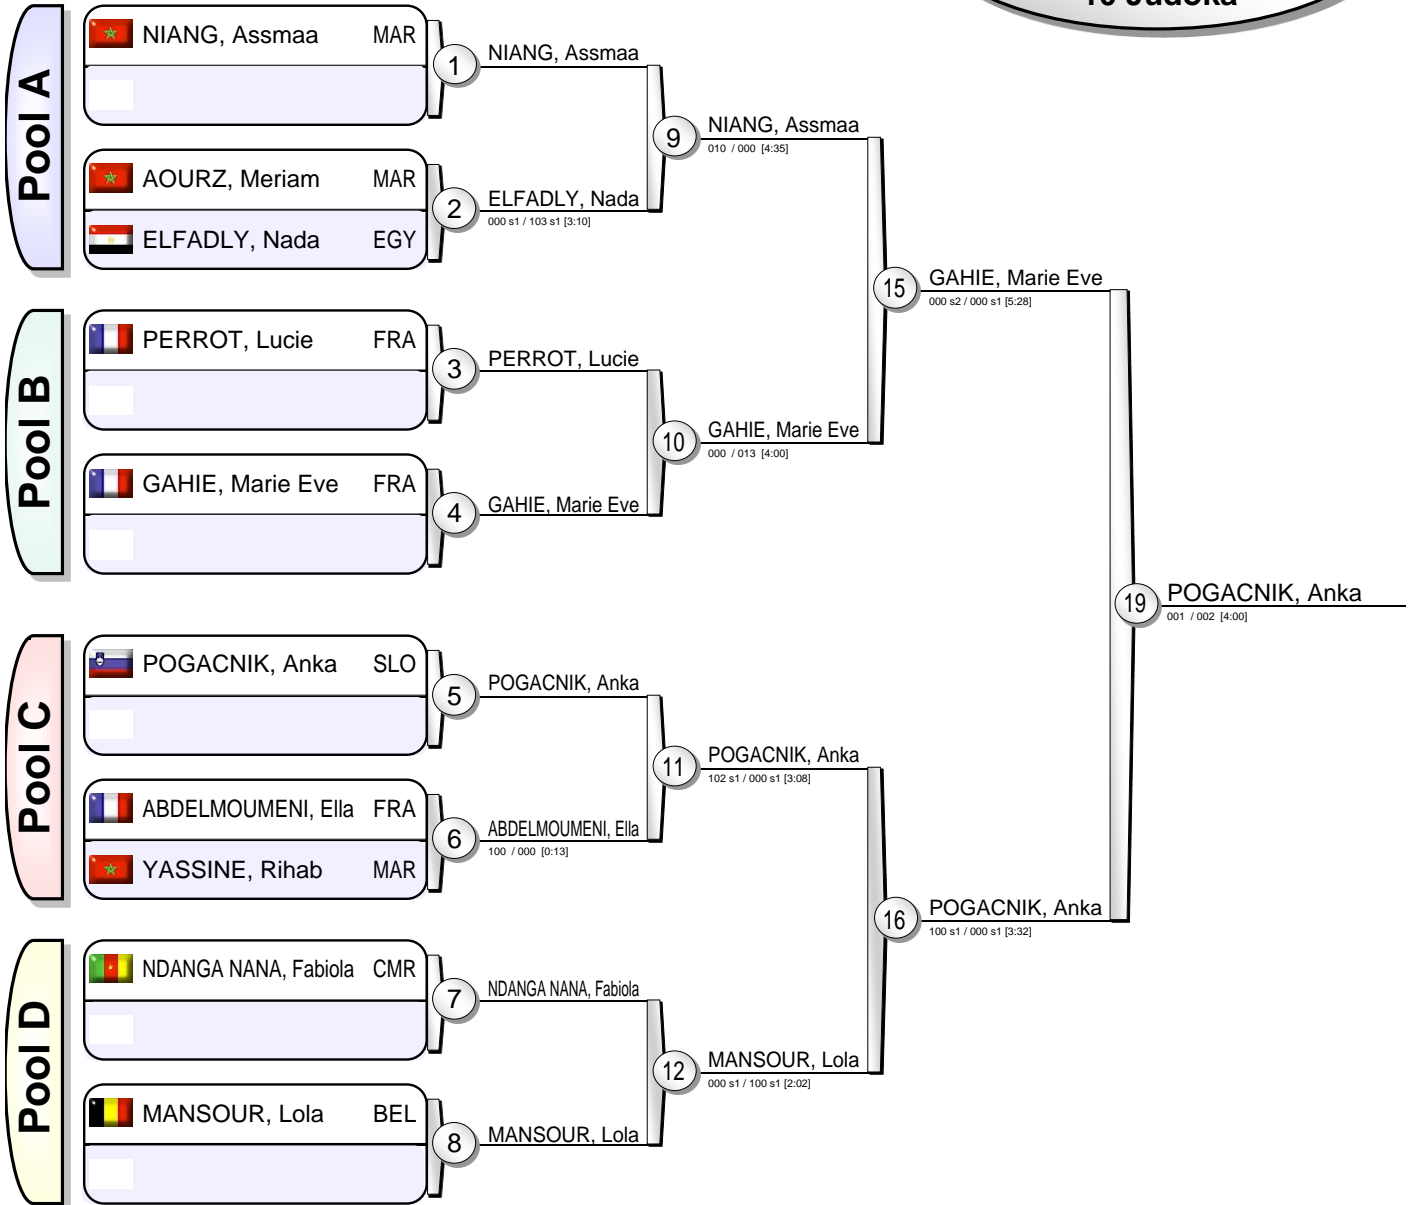 16 Judoka
Pool A
NIANG, Assmaa MAR
AOURZ, Meriam MAR
ELFADLY, Nada EGY
1
NIANG, Assmaa
2
ELFADLY, Nada
000 s1 / 103 s1 [3:10]
9
NIANG, Assmaa
010 / 000 [4:35]
Pool B
PERROT, Lucie FRA
GAHIE, Marie Eve FRA
3
PERROT, Lucie
4
GAHIE, Marie Eve
10
GAHIE, Marie Eve
000 / 013 [4:00]
15
GAHIE, Marie Eve
000 s2 / 000 s1 [5:28]
Pool C
POGACNIK, Anka SLO
ABDELMOUMENI, Ella FRA
YASSINE, Rihab MAR
5
POGACNIK, Anka
6
ABDELMOUMENI, Ella
100 / 000 [0:13]
11
POGACNIK, Anka
102 s1 / 000 s1 [3:08]
Pool D
NDANGA NANA, Fabiola CMR
MANSOUR, Lola BEL
7
NDANGA NANA, Fabiola
8
MANSOUR, Lola
12
MANSOUR, Lola
000 s1 / 100 s1 [2:02]
16
POGACNIK, Anka
100 s1 / 000 s1 [3:32]
19
POGACNIK, Anka
001 / 002 [4:00]